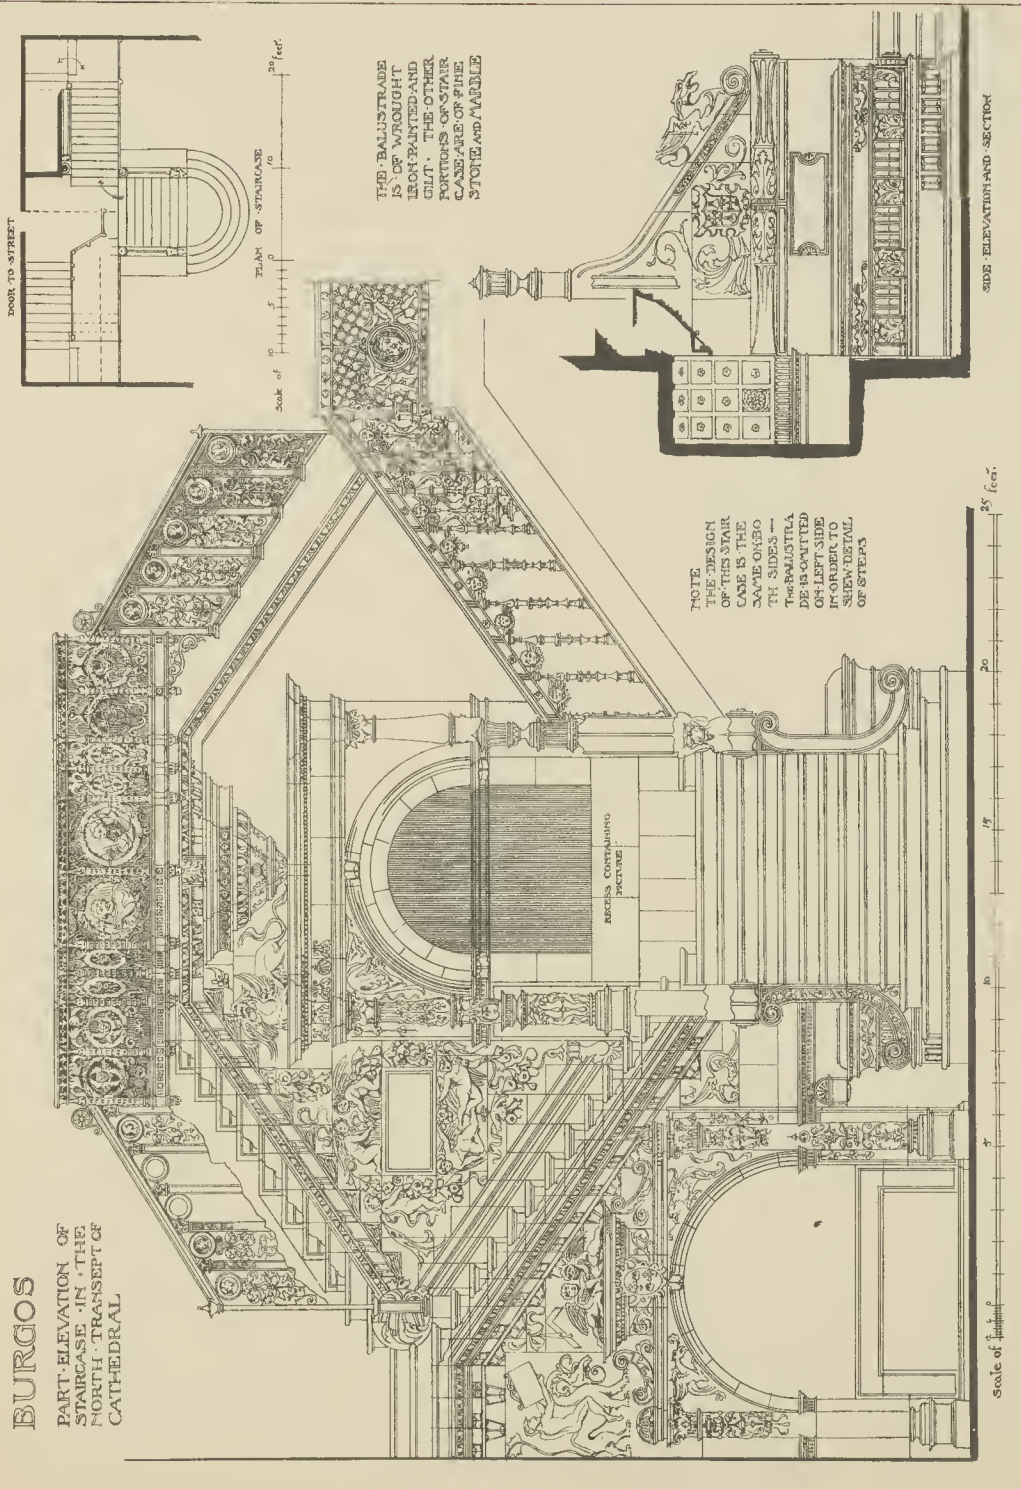 BURGOS
PART·ELEVATION OF
STAIRCASE·IN·THE
NORTH·TRANSEPT OF
CATHEDRAL
THE·BALUSTRADE
IS·OF WROUGHT
IRON·PAINTED·AND
GILT· THE·OTHER
PORTIONS·OF·STAIR
CASE·ARE·OF·FINE
STONE AND MARBLE
DOOR·TO·STREET
PLAN OF·STAIRCASE
Scale of 10 5 0 10 20 feet.
RECESS CONTAINING
PICTURE
NOTE
THE·DESIGN
OF·THIS·STAIR
CASE·IS·THE
SAME·ON·BO
TH SIDES—
THE·BALUSTRA
DE·IS·OMITTED
ON·LEFT·SIDE
IN·ORDER·TO
SHEW·DETAIL
OF·STEPS
SIDE·ELEVATION·AND·SECTION
scale of 0 5 10 15 20 25 feet.